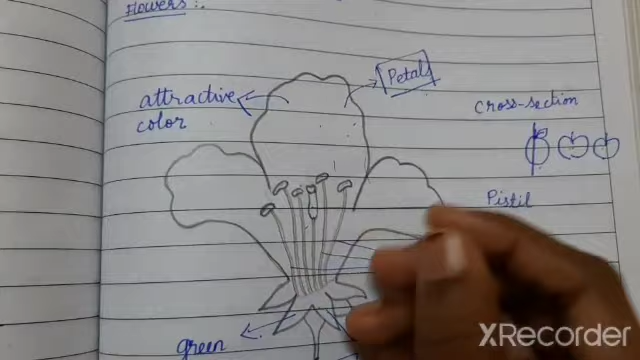 Flowers :.
Petals
attractive
color
cross-section
Pistil
green
XRecorder